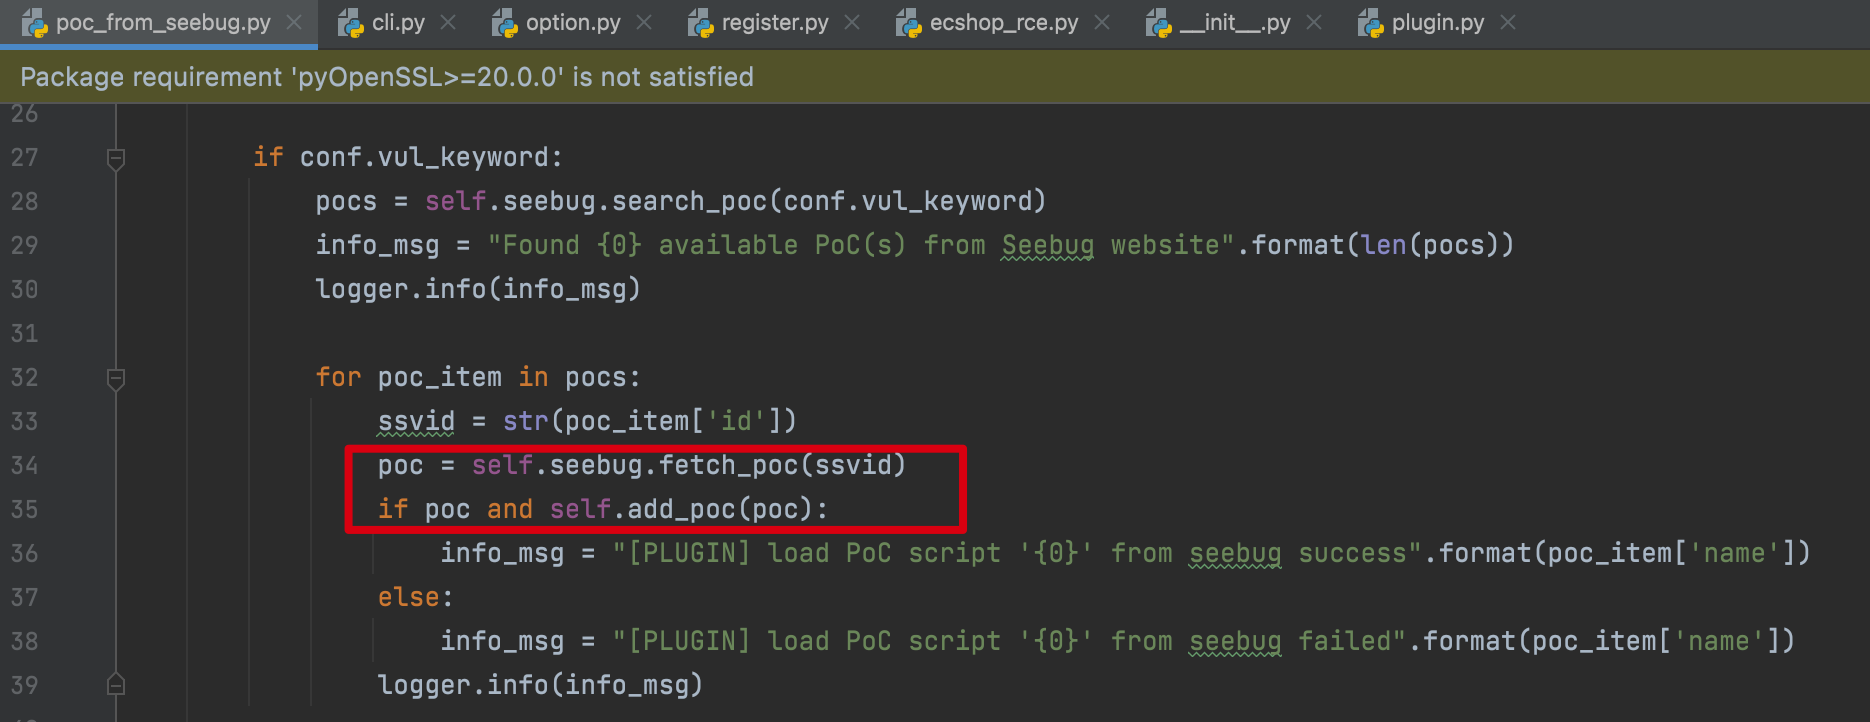 poc_from_seebug.py cli.py option.py register.py ecshop_rce.py __init__.py plugin.py
Package requirement 'pyOpenSSL>=20.0.0' is not satisfied
26
27 if conf.vul_keyword:
28 pocs = self.seebug.search_poc(conf.vul_keyword)
29 info_msg = "Found {0} available PoC(s) from Seebug website".format(len(pocs))
30 logger.info(info_msg)
31
32 for poc_item in pocs:
33 ssvid = str(poc_item['id'])
34 poc = self.seebug.fetch_poc(ssvid)
35 if poc and self.add_poc(poc):
36 info_msg = "[PLUGIN] load PoC script '{0}' from seebug success".format(poc_item['name'])
37 else:
38 info_msg = "[PLUGIN] load PoC script '{0}' from seebug failed".format(poc_item['name'])
39 logger.info(info_msg)